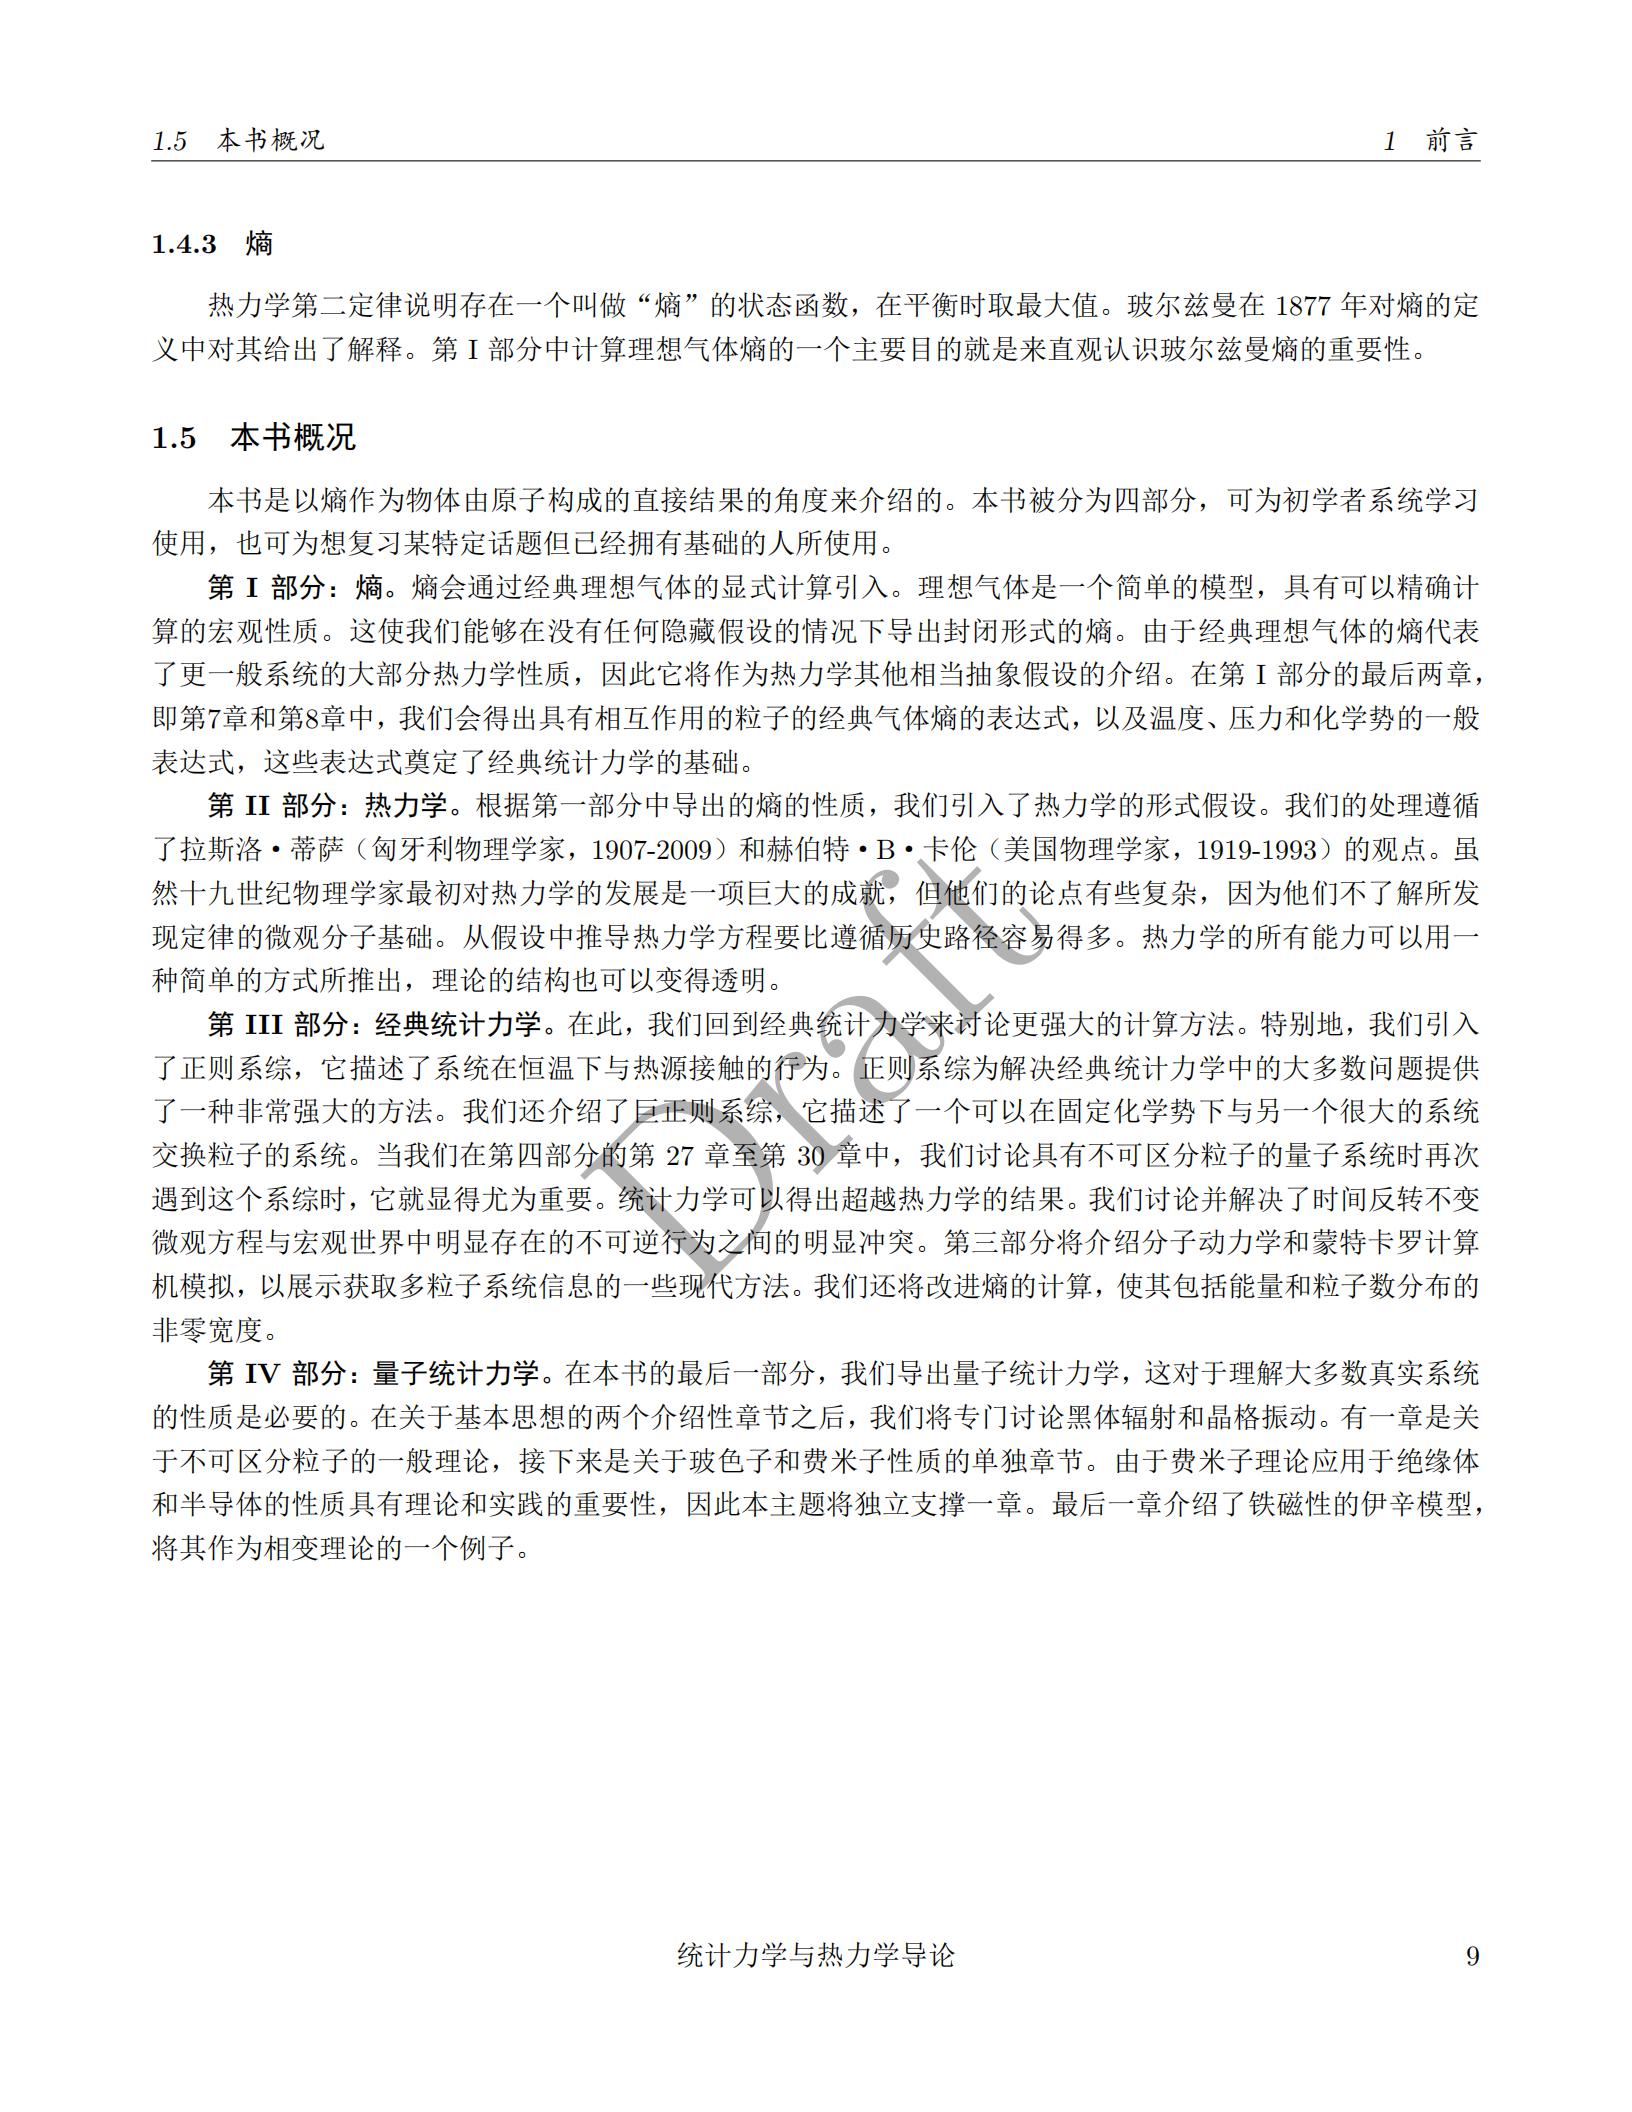 1.5 本书概况 1 前言
1.4.3 熵
热力学第二定律说明存在一个叫做“熵”的状态函数，在平衡时取最大值。玻尔兹曼在 1877 年对熵的定
义中对其给出了解释。第 I 部分中计算理想气体熵的一个主要目的就是来直观认识玻尔兹曼熵的重要性。
1.5 本书概况
本书是以熵作为物体由原子构成的直接结果的角度来介绍的。本书被分为四部分，可为初学者系统学习
使用，也可为想复习某特定话题但已经拥有基础的人所使用。
第 I 部分：熵。熵会通过经典理想气体的显式计算引入。理想气体是一个简单的模型，具有可以精确计
算的宏观性质。这使我们能够在没有任何隐藏假设的情况下导出封闭形式的熵。由于经典理想气体的熵代表
了更一般系统的大部分热力学性质，因此它将作为热力学其他相当抽象假设的介绍。在第 I 部分的最后两章，
即第7章和第8章中，我们会得出具有相互作用的粒子的经典气体熵的表达式，以及温度、压力和化学势的一般
表达式，这些表达式奠定了经典统计力学的基础。
第 II 部分：热力学。根据第一部分中导出的熵的性质，我们引入了热力学的形式假设。我们的处理遵循
了拉斯洛·蒂萨（匈牙利物理学家，1907-2009）和赫伯特·B·卡伦（美国物理学家，1919-1993）的观点。虽
然十九世纪物理学家最初对热力学的发展是一项巨大的成就，但他们的论点有些复杂，因为他们不了解所发
现定律的微观分子基础。从假设中推导热力学方程要比遵循历史路径容易得多。热力学的所有能力可以用一
种简单的方式所推出，理论的结构也可以变得透明。
第 III 部分：经典统计力学。在此，我们回到经典统计力学来讨论更强大的计算方法。特别地，我们引入
了正则系综，它描述了系统在恒温下与热源接触的行为。正则系综为解决经典统计力学中的大多数问题提供
了一种非常强大的方法。我们还介绍了巨正则系综，它描述了一个可以在固定化学势下与另一个很大的系统
交换粒子的系统。当我们在第四部分的第 27 章至第 30 章中，我们讨论具有不可区分粒子的量子系统时再次
遇到这个系综时，它就显得尤为重要。统计力学可以得出超越热力学的结果。我们讨论并解决了时间反转不变
微观方程与宏观世界中明显存在的不可逆行为之间的明显冲突。第三部分将介绍分子动力学和蒙特卡罗计算
机模拟，以展示获取多粒子系统信息的一些现代方法。我们还将改进熵的计算，使其包括能量和粒子数分布的
非零宽度。
第 IV 部分：量子统计力学。在本书的最后一部分，我们导出量子统计力学，这对于理解大多数真实系统
的性质是必要的。在关于基本思想的两个介绍性章节之后，我们将专门讨论黑体辐射和晶格振动。有一章是关
于不可区分粒子的一般理论，接下来是关于玻色子和费米子性质的单独章节。由于费米子理论应用于绝缘体
和半导体的性质具有理论和实践的重要性，因此本主题将独立支撑一章。最后一章介绍了铁磁性的伊辛模型，
将其作为相变理论的一个例子。
Draft
统计力学与热力学导论 9